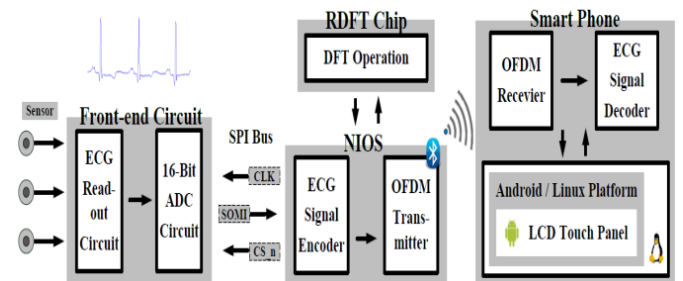 RDFT Chip
DFT Operation
Smart Phone
OFDM
Recevier
ECG
Signal
Decoder
Sensor
Front-end Circuit
ECG
Read-
out
Circuit
16-Bit
ADC
Circuit
SPI Bus
CLK
SOMI
CS_n
NIOS
ECG
Signal
Encoder
OFDM
Trans-
mitter
Android / Linux Platform
LCD Touch Panel